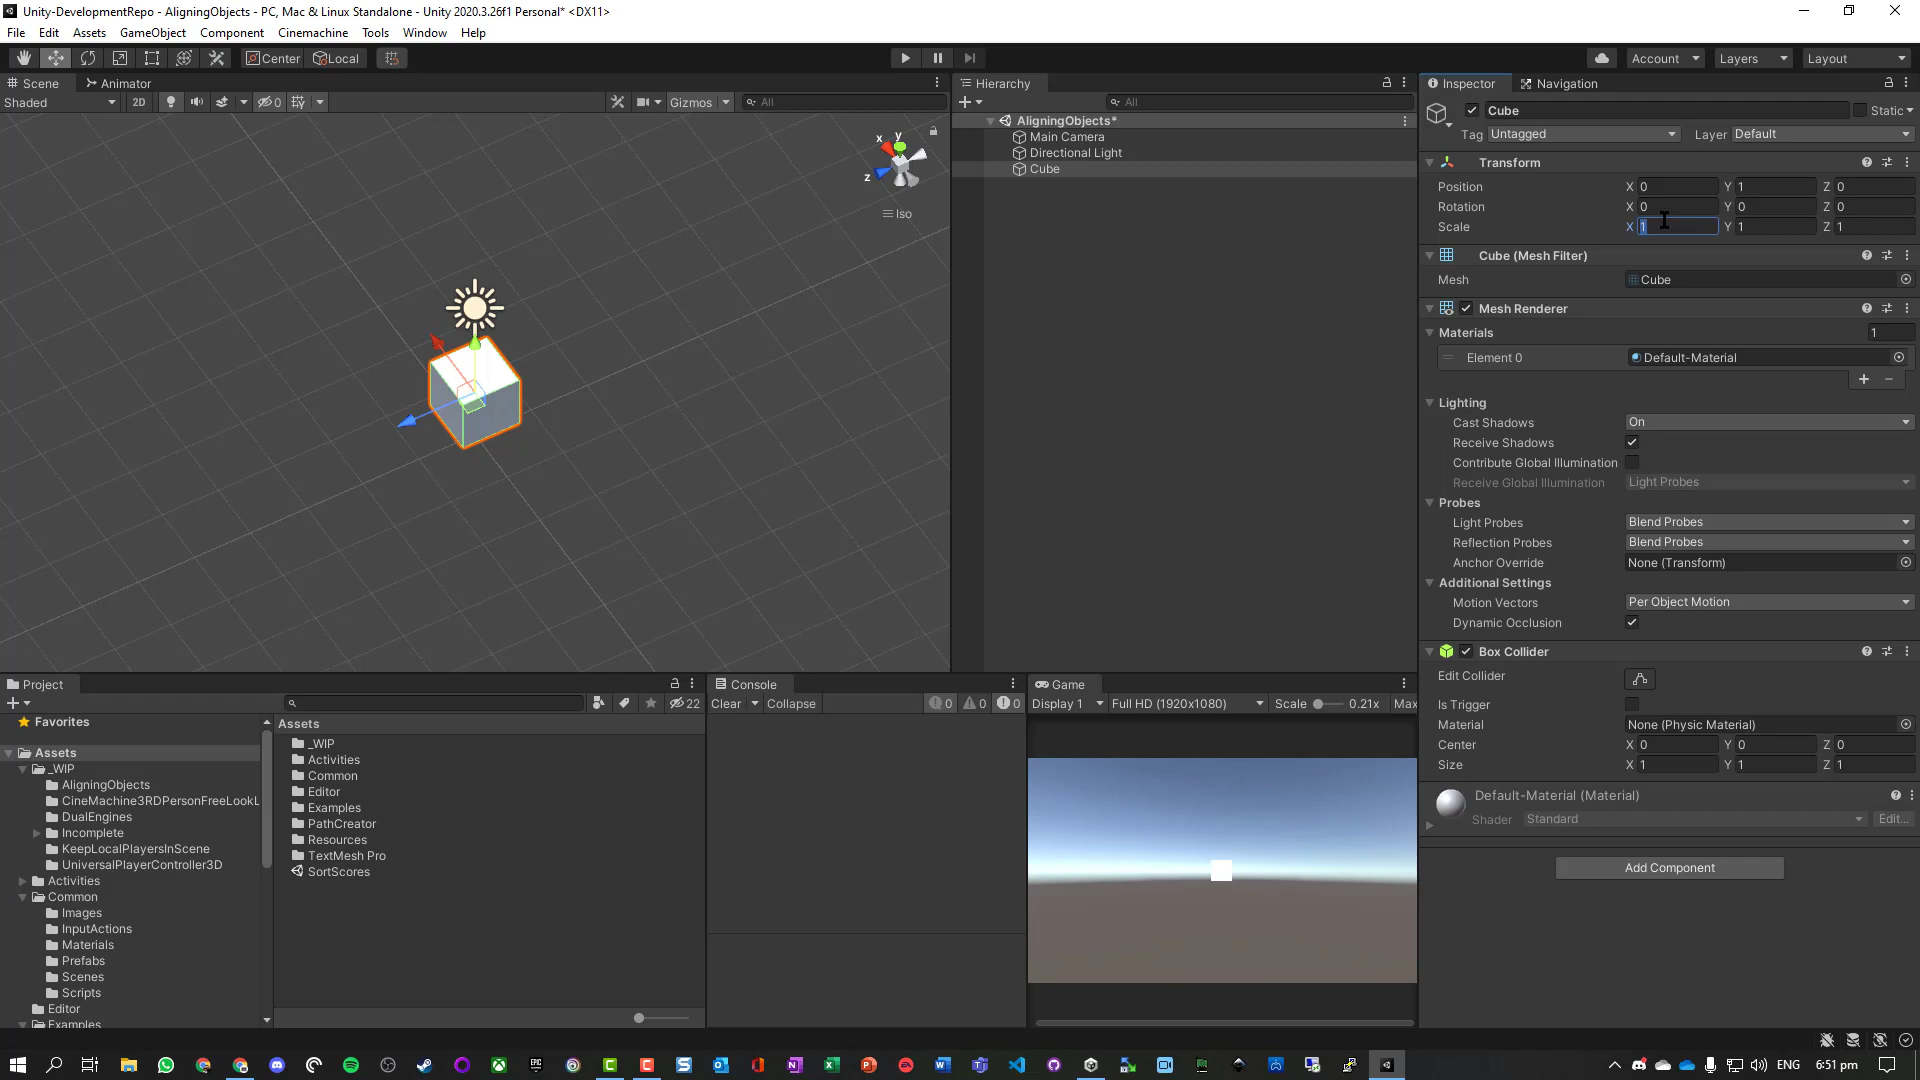 Unity-DevelopmentRepo - AligningObjects - PC, Mac & Linux Standalone - Unity 2020.3.26f1 Personal* <DX11>
File Edit Assets GameObject Component Cinemachine Tools Window Help
Center Local Account Layers Layout
Scene Animator Hierarchy Inspector Navigation
Shaded 2D 0 Gizmos All All
Cube Static
AligningObjects*
Tag Untagged Layer Default
Main Camera
Directional Light
Cube
x y z
Iso
Transform
Position X 0 Y 1 Z 0
Rotation X 0 Y 0 Z 0
Scale X 1 Y 1 Z 1
Cube (Mesh Filter)
Mesh Cube
Mesh Renderer
Materials 1
Element 0 Default-Material
Lighting
Cast Shadows On
Receive Shadows
Contribute Global Illumination
Receive Global Illumination Light Probes
Probes
Light Probes Blend Probes
Reflection Probes Blend Probes
Anchor Override None (Transform)
Additional Settings
Motion Vectors Per Object Motion
Dynamic Occlusion
Box Collider
Edit Collider
Is Trigger
Material None (Physic Material)
Center X 0 Y 0 Z 0
Size X 1 Y 1 Z 1
Default-Material (Material)
Shader Standard Edit...
Add Component
Project Console Game
22 Clear Collapse 0 0 0 Display 1 Full HD (1920x1080) Scale 0.21x Max
Favorites
Assets
_WIP
AligningObjects
CineMachine3RDPersonFreeLookL
DualEngines
Incomplete
KeepLocalPlayersInScene
UniversalPlayerController3D
Activities
Common
Images
InputActions
Materials
Prefabs
Scenes
Scripts
Editor
Examples
Assets
_WIP
Activities
Common
Editor
Examples
PathCreator
Resources
TextMesh Pro
SortScores
ENG 6:51 pm